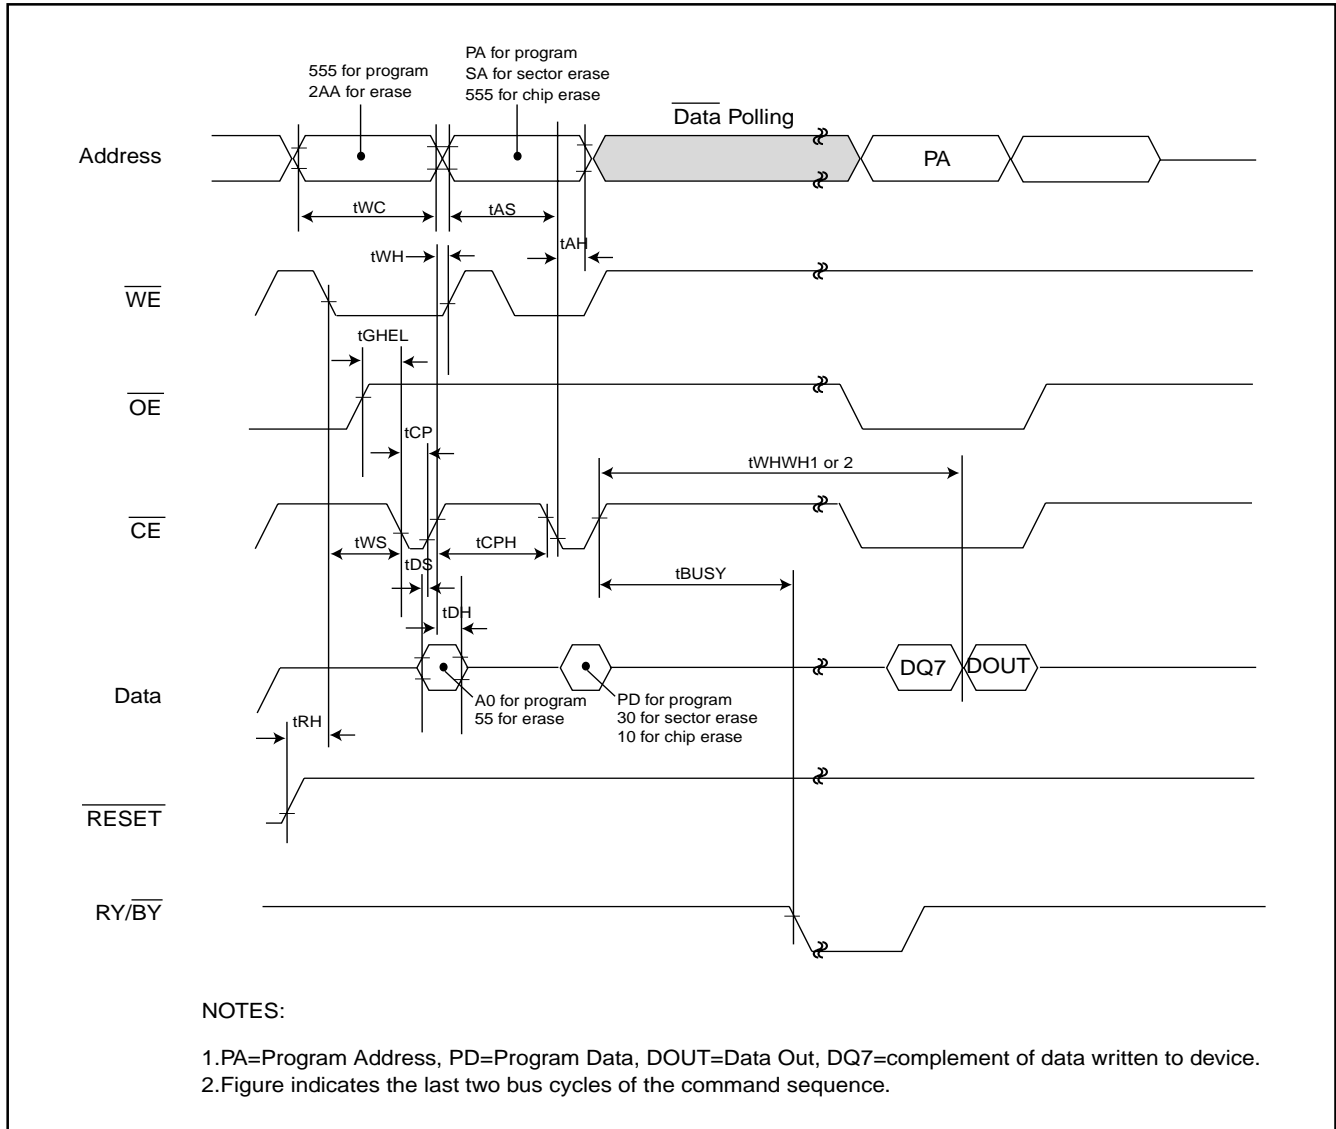 555 for program
2AA for erase
PA for program
SA for sector erase
555 for chip erase
Data Polling
Address
PA
tWC
tAS
tWH
tAH
WE
tGHEL
OE
tCP
tWHWH1 or 2
CE
tWS
tCPH
tDS
tBUSY
tDH
DQ7
DOUT
Data
A0 for program
55 for erase
PD for program
30 for sector erase
10 for chip erase
tRH
RESET
RY/BY
NOTES:
1.PA=Program Address, PD=Program Data, DOUT=Data Out, DQ7=complement of data written to device.
2.Figure indicates the last two bus cycles of the command sequence.